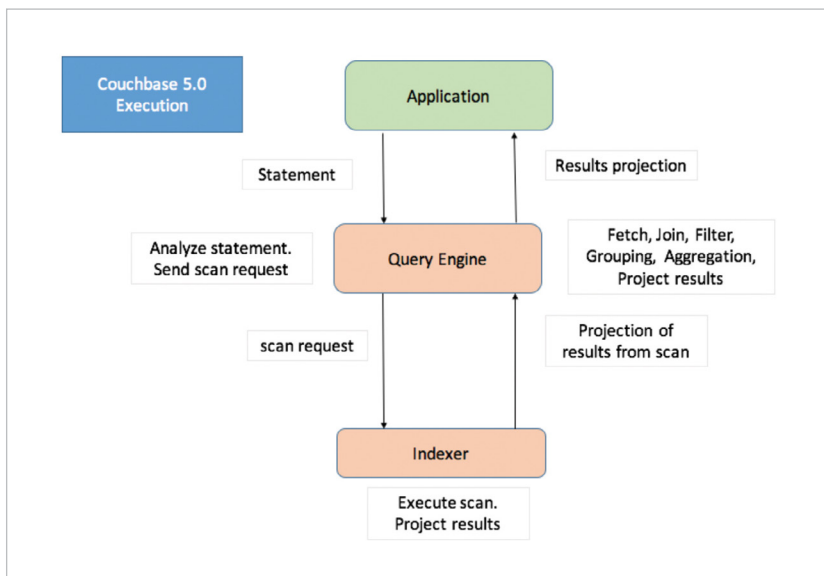 Couchbase 5.0
Execution
Application
Statement
Results projection
Analyze statement.
Send scan request
Query Engine
Fetch, Join, Filter,
Grouping, Aggregation,
Project results
scan request
Projection of
results from scan
Indexer
Execute scan.
Project results